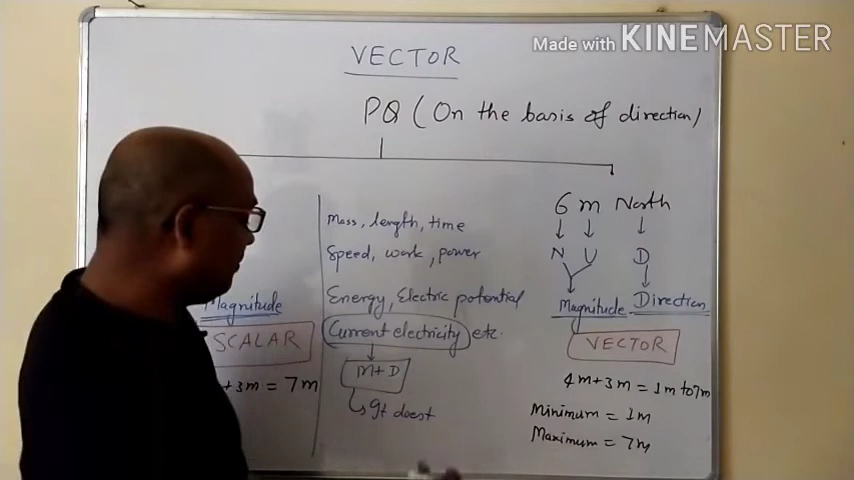 Made with KINEMASTER
VECTOR
PQ (On the basis of direction)
Magnitude
SCALAR
+3m = 7m
Mass, length, time
Speed, work, power
Energy, Electric potential
Current electricity etc.
M+D
It doest
6 m North
N U D
Magnitude Direction
VECTOR
4m+3m = 1m to 7m
Minimum = 1m
Maximum = 7m